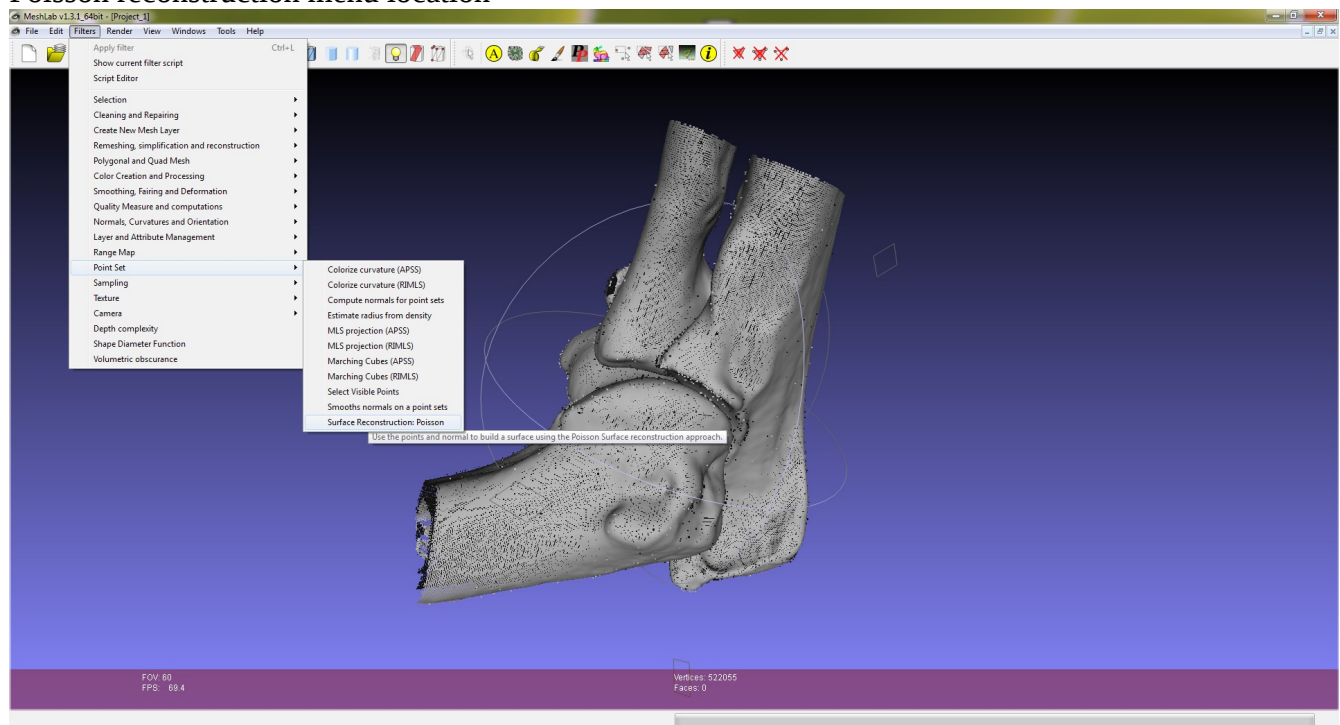 Poisson reconstruction menu location
MeshLab v1.3.1_64bit - [Project_1]
File Edit Filters Render View Windows Tools Help
Apply filter Ctrl+L
Show current filter script
Script Editor
Selection
Cleaning and Repairing
Create New Mesh Layer
Remeshing, simplification and reconstruction
Polygonal and Quad Mesh
Color Creation and Processing
Smoothing, Fairing and Deformation
Quality Measure and computations
Normals, Curvatures and Orientation
Layer and Attribute Management
Range Map
Point Set
Sampling
Texture
Camera
Depth complexity
Shape Diameter Function
Volumetric obscurance
Colorize curvature (APSS)
Colorize curvature (RIMLS)
Compute normals for point sets
Estimate radius from density
MLS projection (APSS)
MLS projection (RIMLS)
Marching Cubes (APSS)
Marching Cubes (RIMLS)
Select Visible Points
Smooths normals on a point sets
Surface Reconstruction: Poisson
Use the points and normal to build a surface using the Poisson Surface reconstruction approach.
FOV: 60
FPS: 69.4
Vertices: 522055
Faces: 0